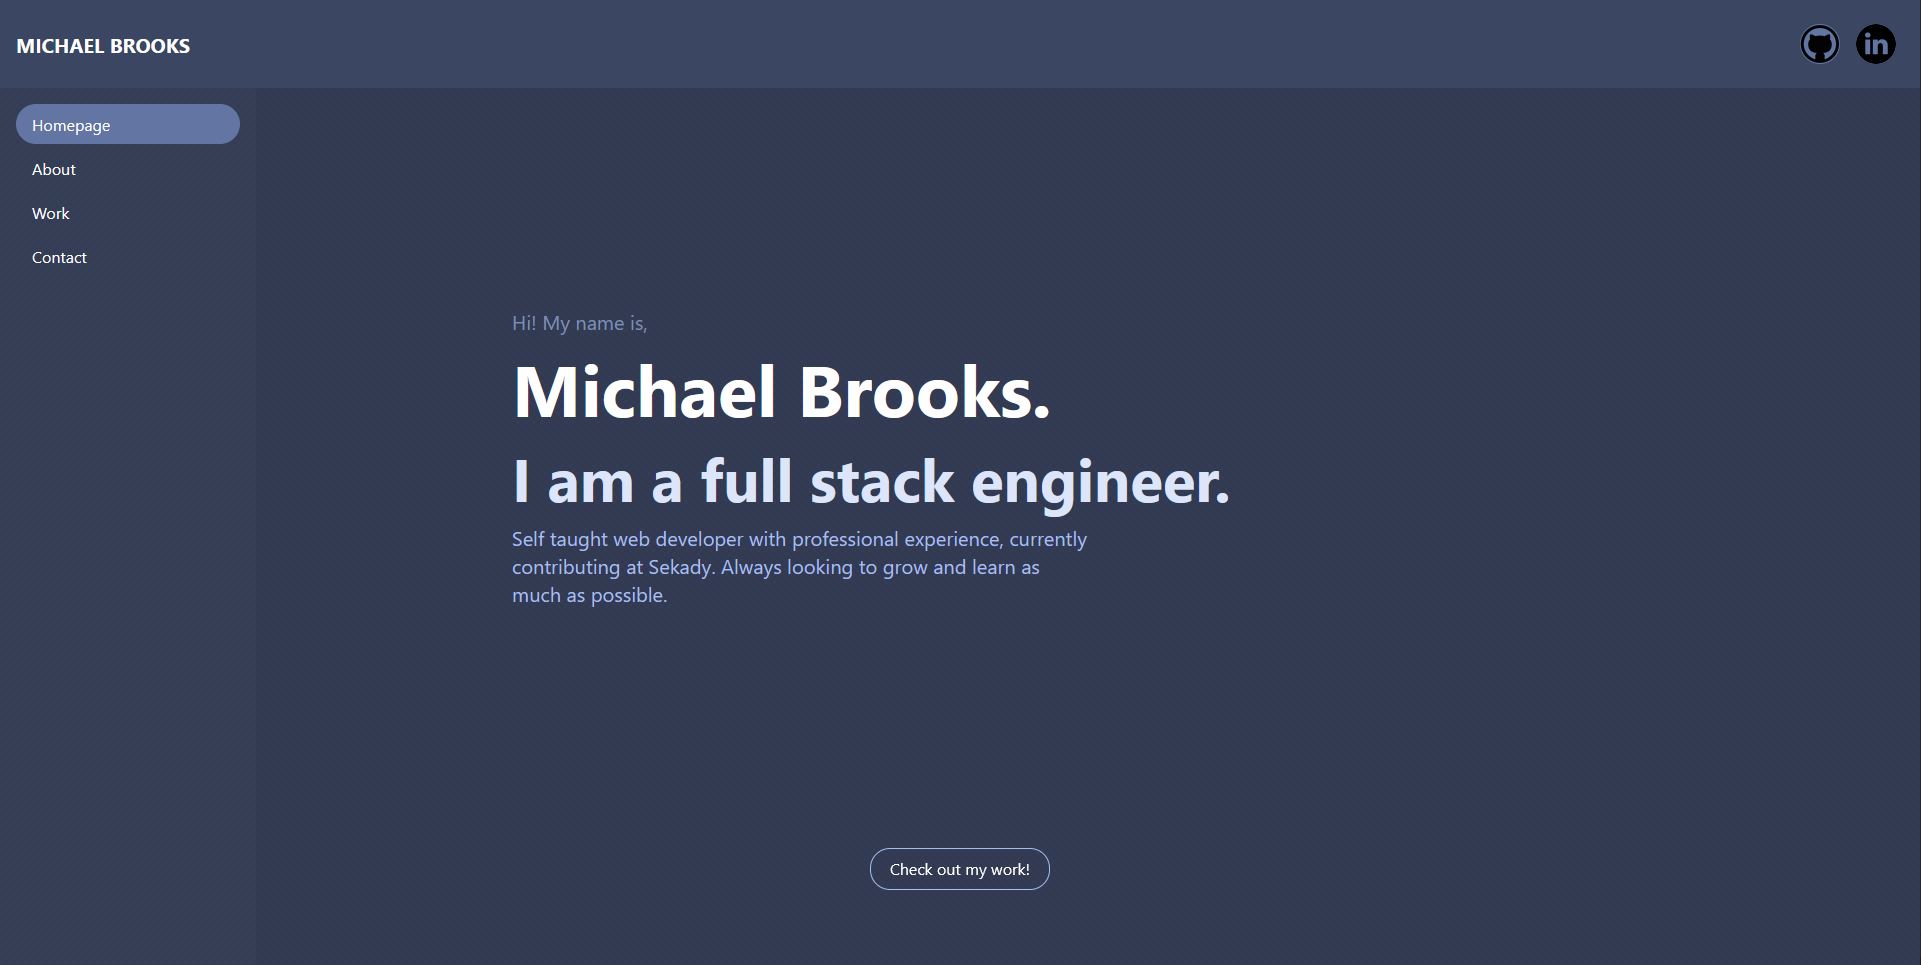 MICHAEL BROOKS
in
Homepage
About
Work
Contact
Hi! My name is,
Michael Brooks.
I am a full stack engineer.
Self taught web developer with professional experience, currently
contributing at Sekady. Always looking to grow and learn as
much as possible.
Check out my work!